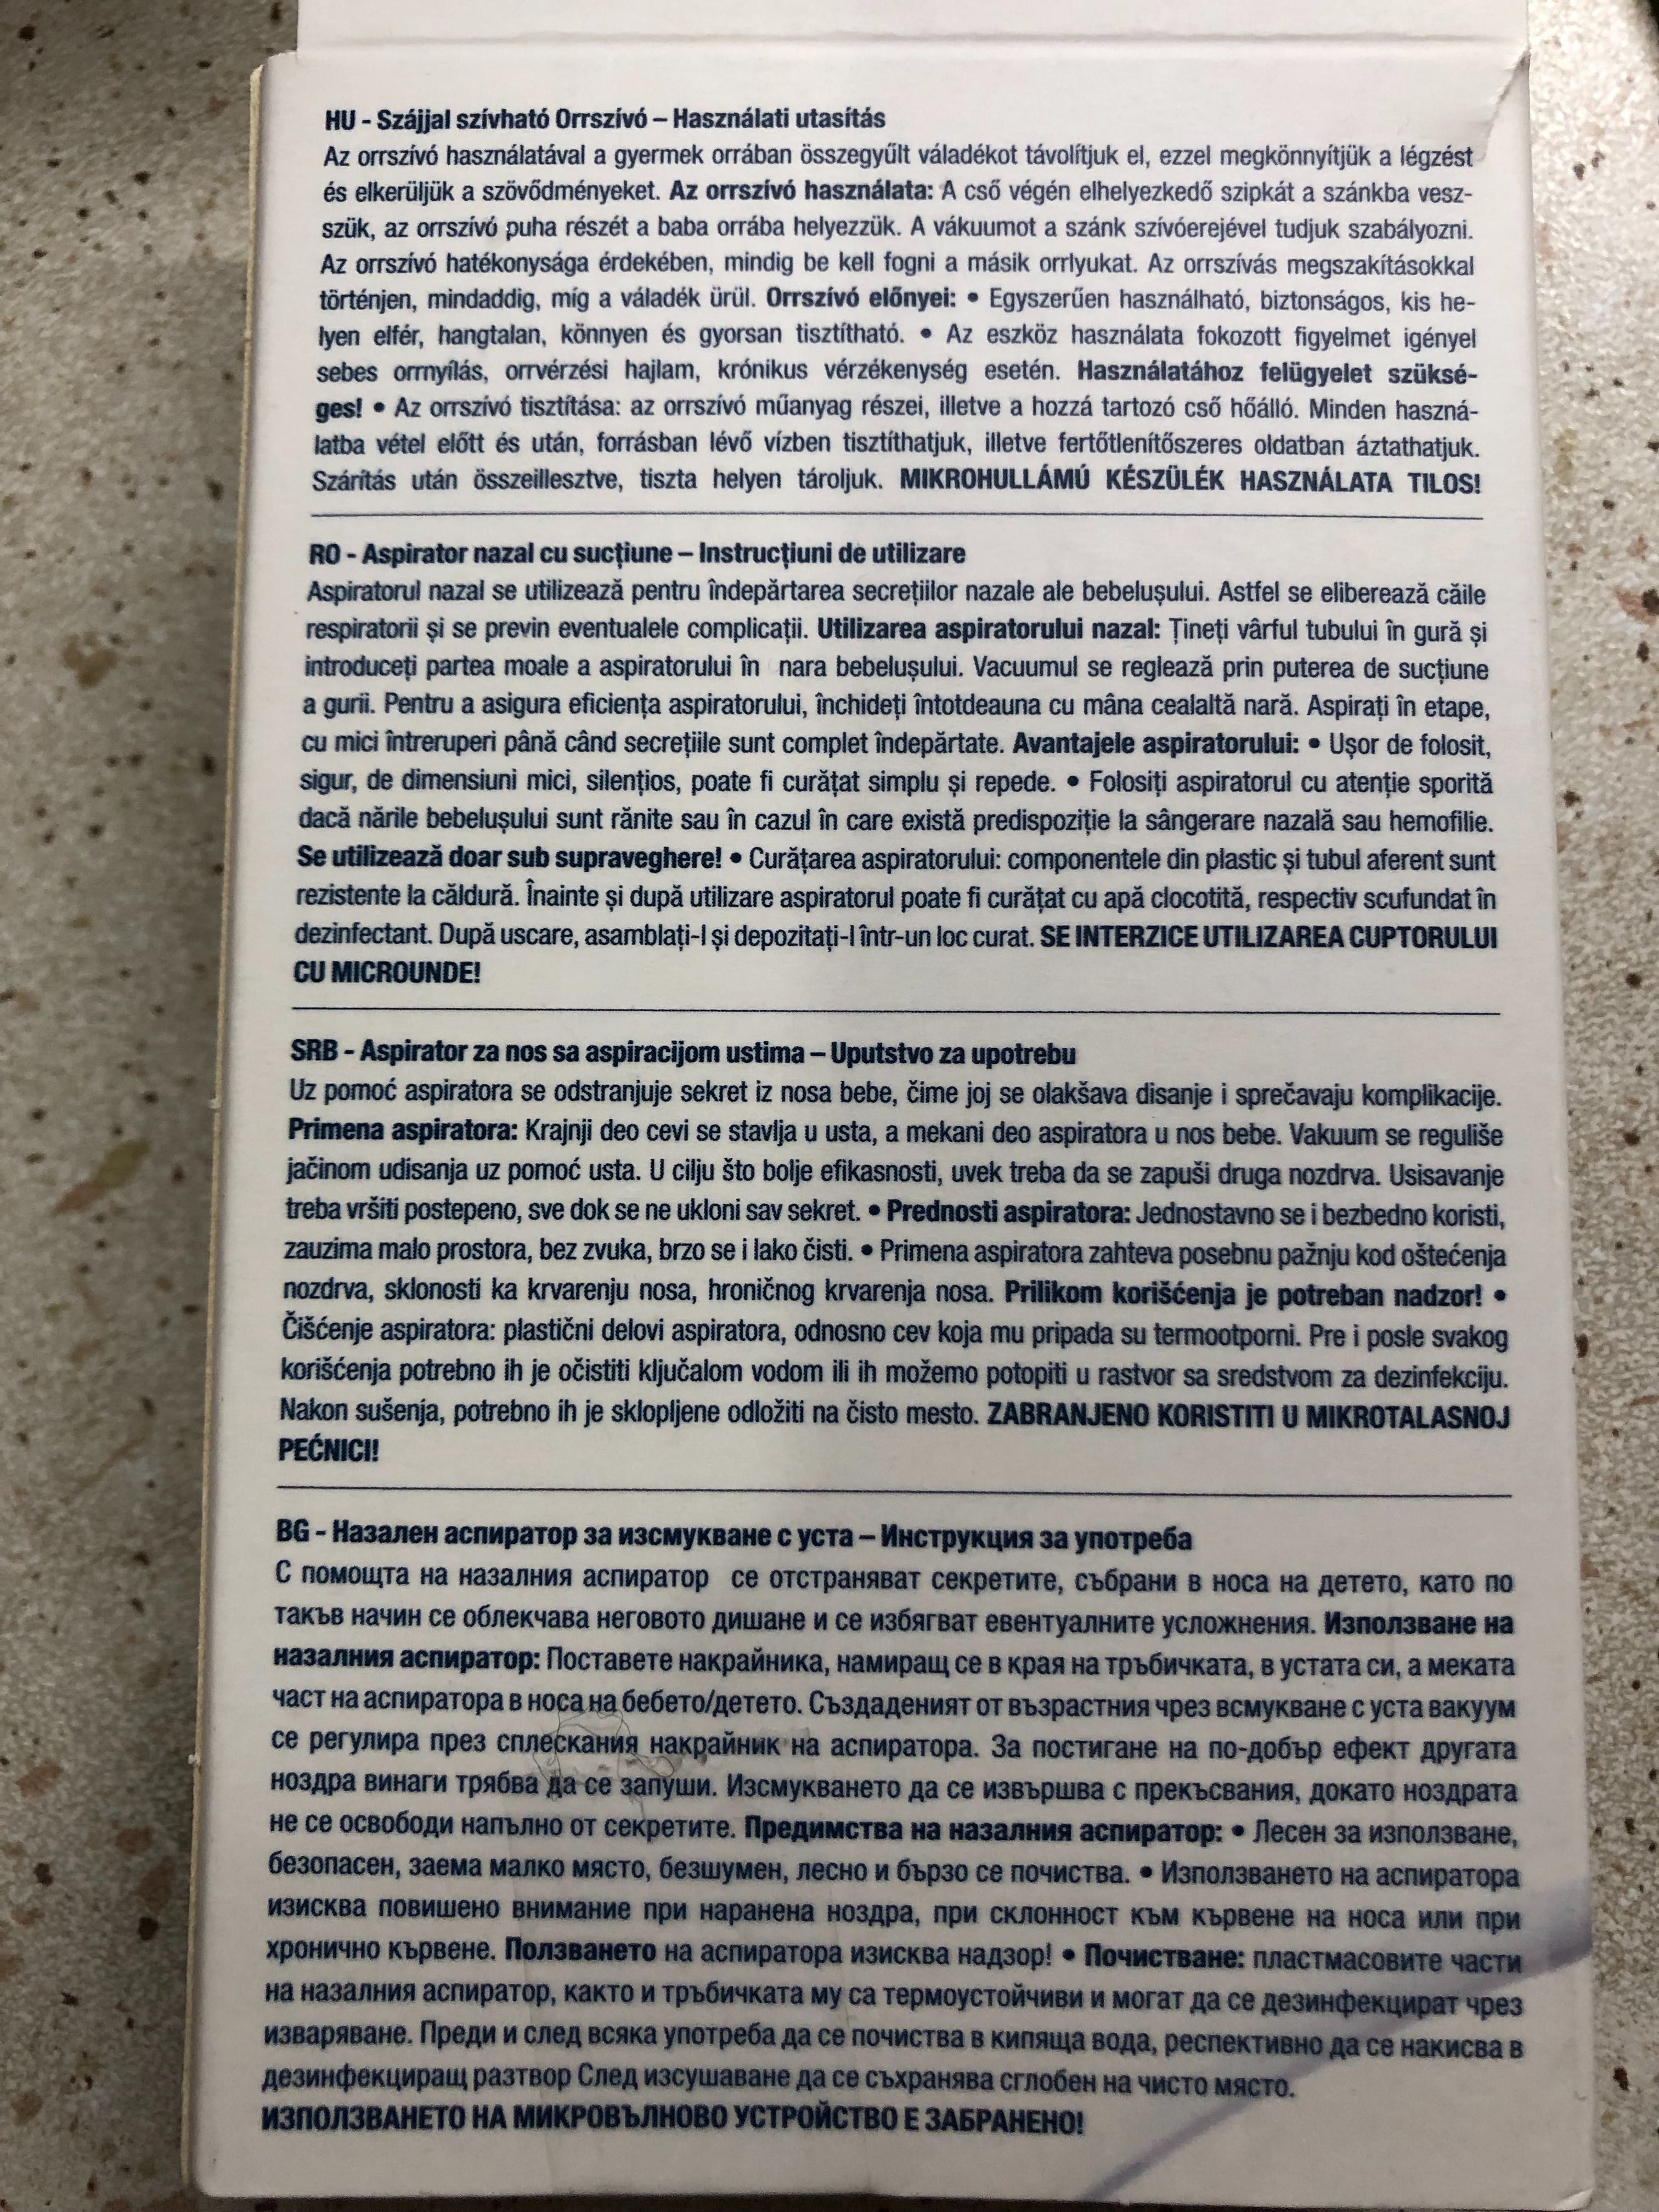 HU - Szájjal szívható Orrszívó – Használati utasítás
Az orrszívó használatával a gyermek orrában összegyűlt váladékot távolítjuk el, ezzel megkönnyítjük a légzést
és elkerüljük a szövődményeket. Az orrszívó használata: A cső végén elhelyezkedő szipkát a szánkba vesz-
szük, az orrszívó puha részét a baba orrába helyezzük. A vákuumot a szánk szívóerejével tudjuk szabályozni.
Az orrszívó hatékonysága érdekében, mindig be kell fogni a másik orrlyukat. Az orrszívás megszakításokkal
történjen, mindaddig, míg a váladék ürül. Orrszívó előnyei: • Egyszerűen használható, biztonságos, kis he-
lyen elfér, hangtalan, könnyen és gyorsan tisztítható. • Az eszköz használata fokozott figyelmet igényel
sebes orrnyílás, orrvérzési hajlam, krónikus vérzékenység esetén. Használatához felügyelet szüksé-
ges! • Az orrszívó tisztítása: az orrszívó műanyag részei, illetve a hozzá tartozó cső hőálló. Minden haszná-
latba vétel előtt és után, forrásban lévő vízben tisztíthatjuk, illetve fertőtlenítőszeres oldatban áztathatjuk.
Szárítás után összeillesztve, tiszta helyen tároljuk. MIKROHULLÁMÚ KÉSZÜLÉK HASZNÁLATA TILOS!
RO - Aspirator nazal cu sucțiune – Instrucțiuni de utilizare
Aspiratorul nazal se utilizează pentru îndepărtarea secrețiilor nazale ale bebelușului. Astfel se eliberează căile
respiratorii și se previn eventualele complicații. Utilizarea aspiratorului nazal: Țineți vârful tubului în gură și
introduceți partea moale a aspiratorului în nara bebelușului. Vacuumul se reglează prin puterea de sucțiune
a gurii. Pentru a asigura eficiența aspiratorului, închideți întotdeauna cu mâna cealaltă nară. Aspirați în etape,
cu mici întreruperi până când secrețiile sunt complet îndepărtate. Avantajele aspiratorului: • Ușor de folosit,
sigur, de dimensiuni mici, silențios, poate fi curățat simplu și repede. • Folosiți aspiratorul cu atenție sporită
dacă nările bebelușului sunt rănite sau în cazul în care există predispoziție la sângerare nazală sau hemofilie.
Se utilizează doar sub supraveghere! • Curățarea aspiratorului: componentele din plastic și tubul aferent sunt
rezistente la căldură. Înainte și după utilizare aspiratorul poate fi curățat cu apă clocotită, respectiv scufundat în
dezinfectant. După uscare, asamblați-l și depozitați-l într-un loc curat. SE INTERZICE UTILIZAREA CUPTORULUI
CU MICROUNDE!
SRB - Aspirator za nos sa aspiracijom ustima – Uputstvo za upotrebu
Uz pomoć aspiratora se odstranjuje sekret iz nosa bebe, čime joj se olakšava disanje i sprečavaju komplikacije.
Primena aspiratora: Krajnji deo cevi se stavlja u usta, a mekani deo aspiratora u nos bebe. Vakuum se reguliše
jačinom udisanja uz pomoć usta. U cilju što bolje efikasnosti, uvek treba da se zapuši druga nozdrva. Usisavanje
treba vršiti postepeno, sve dok se ne ukloni sav sekret. • Prednosti aspiratora: Jednostavno se i bezbedno koristi,
zauzima malo prostora, bez zvuka, brzo se i lako čisti. • Primena aspiratora zahteva posebnu pažnju kod oštećenja
nozdrva, sklonosti ka krvarenju nosa, hroničnog krvarenja nosa. Prilikom korišćenja je potreban nadzor! •
Čišćenje aspiratora: plastični delovi aspiratora, odnosno cev koja mu pripada su termootporni. Pre i posle svakog
korišćenja potrebno ih je očistiti ključalom vodom ili ih možemo potopiti u rastvor sa sredstvom za dezinfekciju.
Nakon sušenja, potrebno ih je sklopljene odložiti na čisto mesto. ZABRANJENO KORISTITI U MIKROTALASNOJ
PEĆNICI!
BG - Назален аспиратор за изсмукване с уста – Инструкция за употреба
С помощта на назалния аспиратор се отстраняват секретите, събрани в носа на детето, като по
такъв начин се облекчава неговото дишане и се избягват евентуалните усложнения. Използване на
назалния аспиратор: Поставете накрайника, намиращ се в края на тръбичката, в устата си, а меката
част на аспиратора в носа на бебето/детето. Създаденият от възрастния чрез всмукване с уста вакуум
се регулира през сплескания накрайник на аспиратора. За постигане на по-добър ефект другата
ноздра винаги трябва да се запуши. Изсмукването да се извършва с прекъсвания, докато ноздрата
не се освободи напълно от секретите. Предимства на назалния аспиратор: • Лесен за използване,
безопасен, заема малко място, безшумен, лесно и бързо се почиства. • Използването на аспиратора
изисква повишено внимание при наранена ноздра, при склонност към кървене на носа или при
хронично кървене. Ползването на аспиратора изисква надзор! • Почистване: пластмасовите части
на назалния аспиратор, както и тръбичката му са термоустойчиви и могат да се дезинфекцират чрез
изваряване. Преди и след всяка употреба да се почиства в кипяща вода, респективно да се накисва в
дезинфекциращ разтвор След изсушаване да се съхранява сглобен на чисто място.
ИЗПОЛЗВАНЕТО НА МИКРОВЪЛНОВО УСТРОЙСТВО Е ЗАБРАНЕНО!